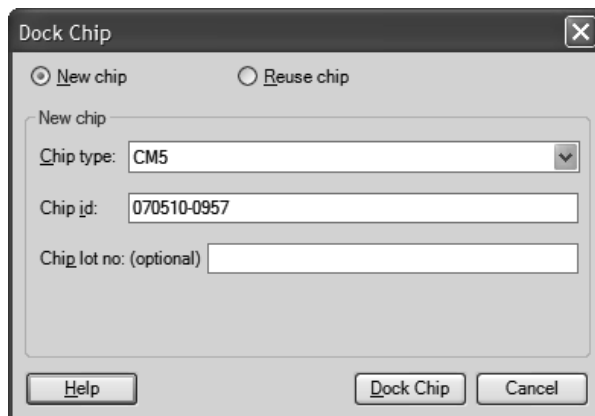 Dock Chip
New chip
Reuse chip
New chip
Chip type: CM5
Chip id: 070510-0957
Chip lot no: (optional)
Help
Dock Chip
Cancel